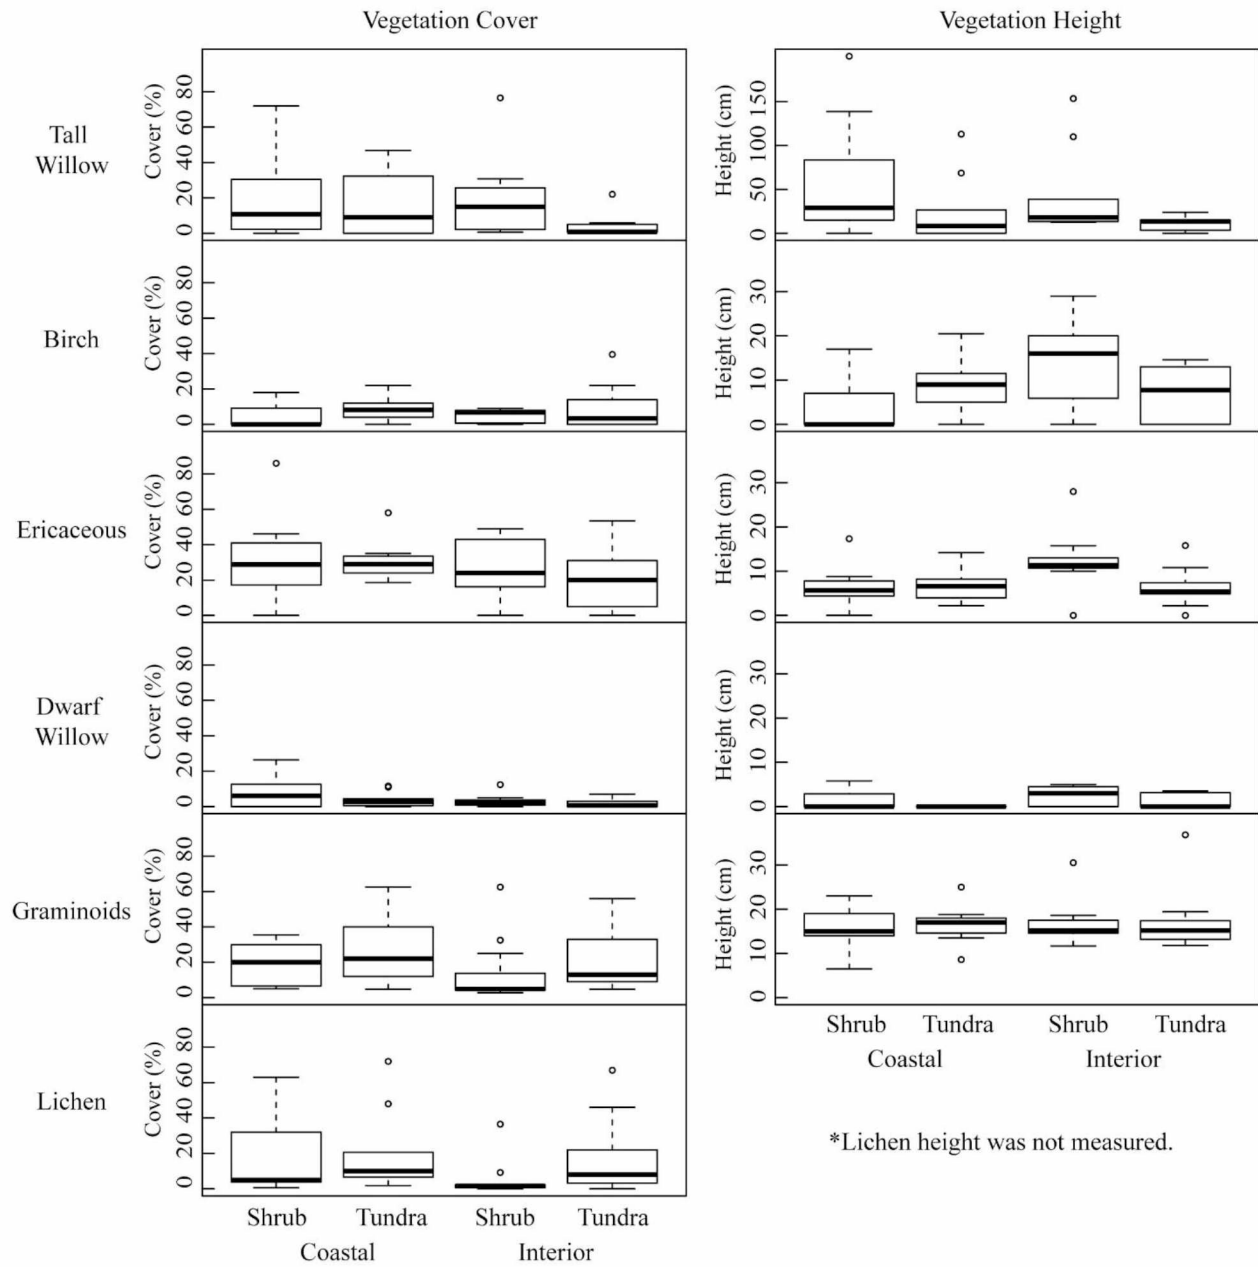 Vegetation Cover
Vegetation Height
Tall
Willow
Cover (%)
0 20 40 60 80
Height (cm)
0 50 100 150
Birch
Cover (%)
0 20 40 60 80
Height (cm)
0 10 20 30
Ericaceous
Cover (%)
0 20 40 60 80
Height (cm)
0 10 20 30
Dwarf
Willow
Cover (%)
0 20 40 60 80
Height (cm)
0 10 20 30
Graminoids
Cover (%)
0 20 40 60 80
Height (cm)
0 10 20 30
Shrub Tundra Shrub Tundra
Coastal Interior
Lichen
Cover (%)
0 20 40 60 80
*Lichen height was not measured.
Shrub Tundra Shrub Tundra
Coastal Interior